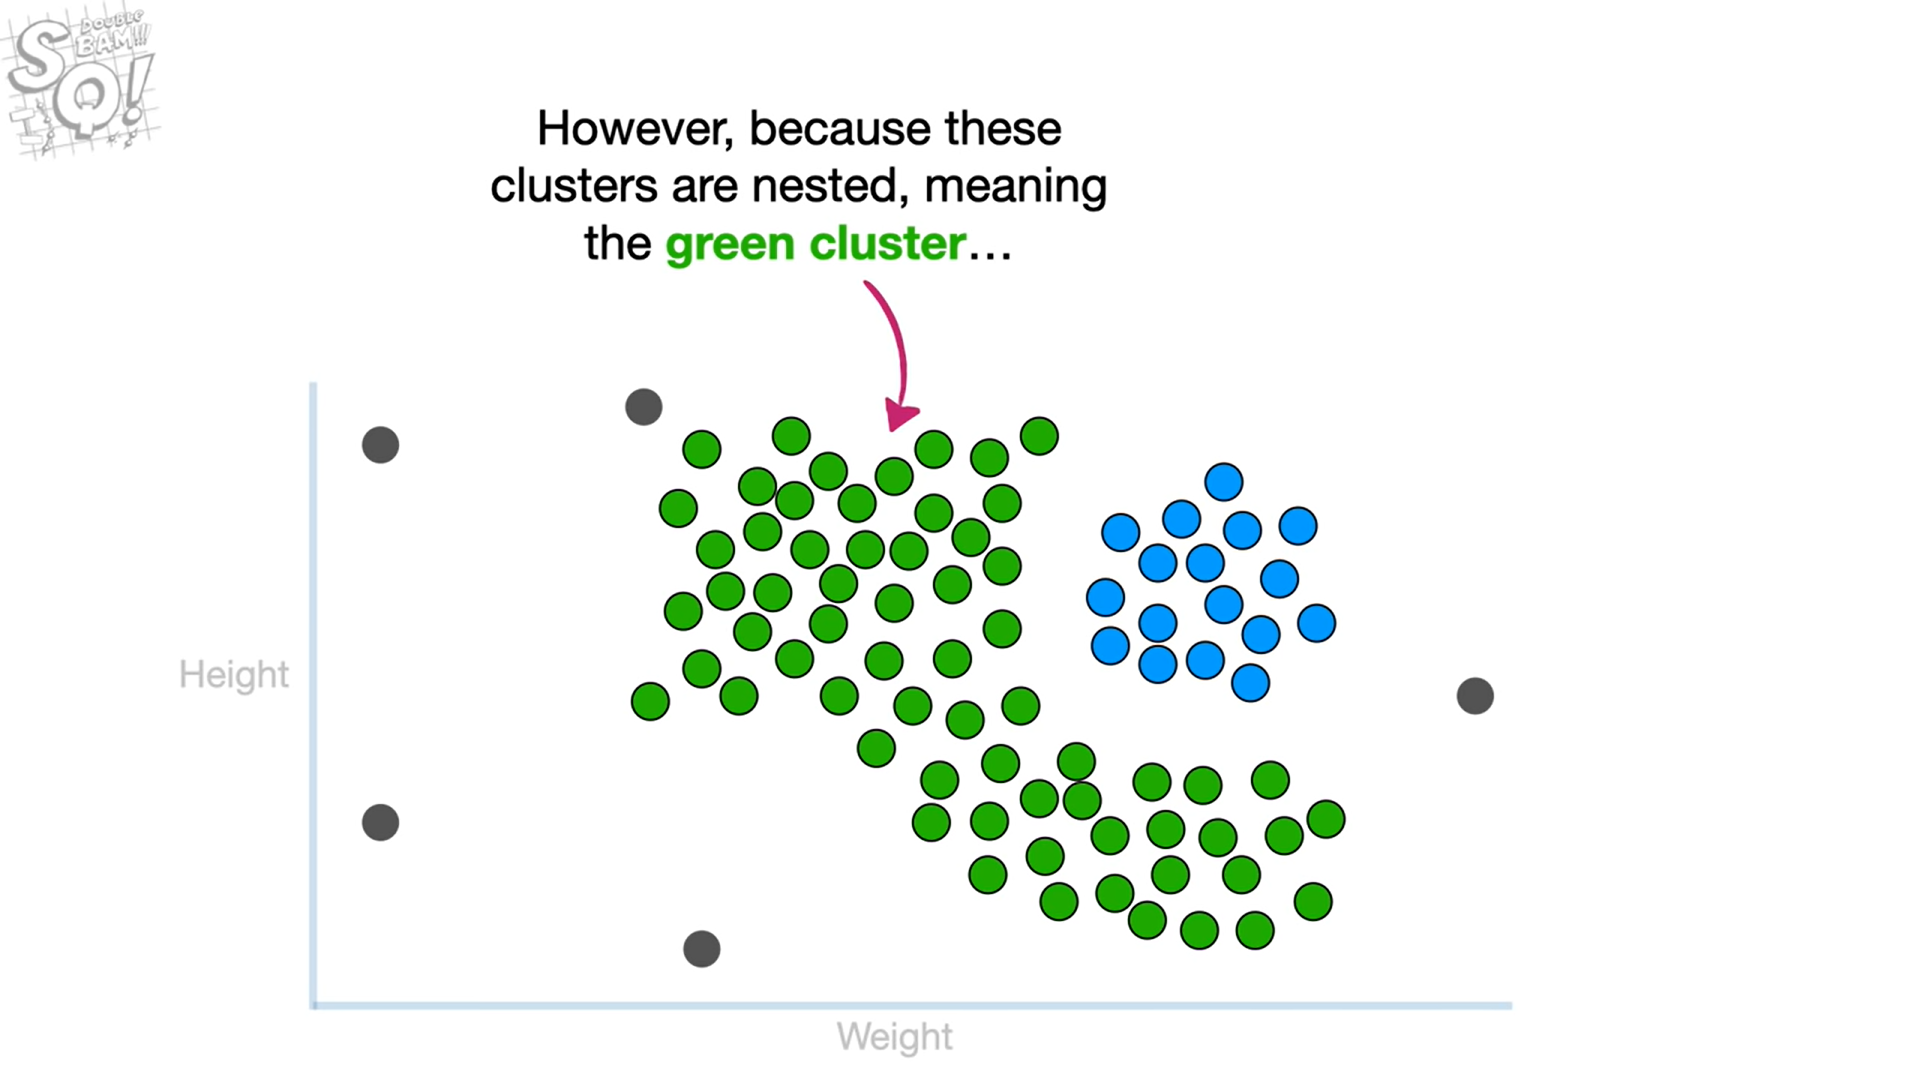 DOUBLE
BAM!!!
SQ!
However, because these
clusters are nested, meaning
the green cluster…
Height
Weight